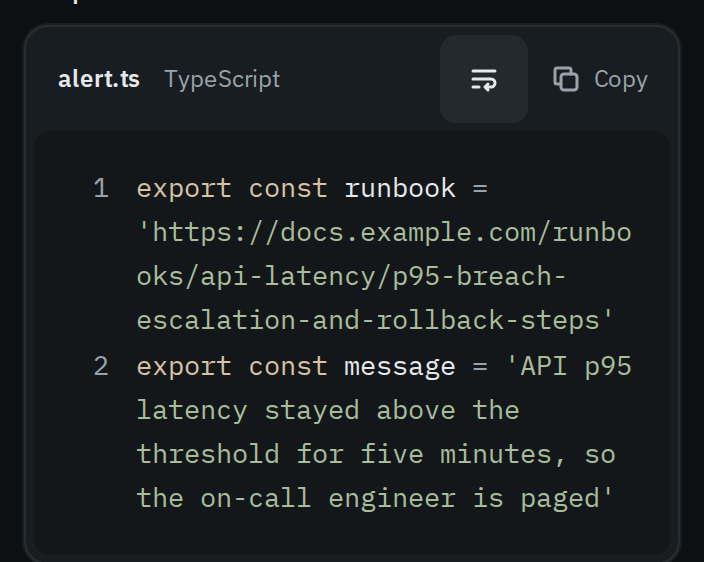 alert.ts TypeScript Copy
1 export const runbook =
'https://docs.example.com/runbo
oks/api-latency/p95-breach-
escalation-and-rollback-steps'
2 export const message = 'API p95
latency stayed above the
threshold for five minutes, so
the on-call engineer is paged'